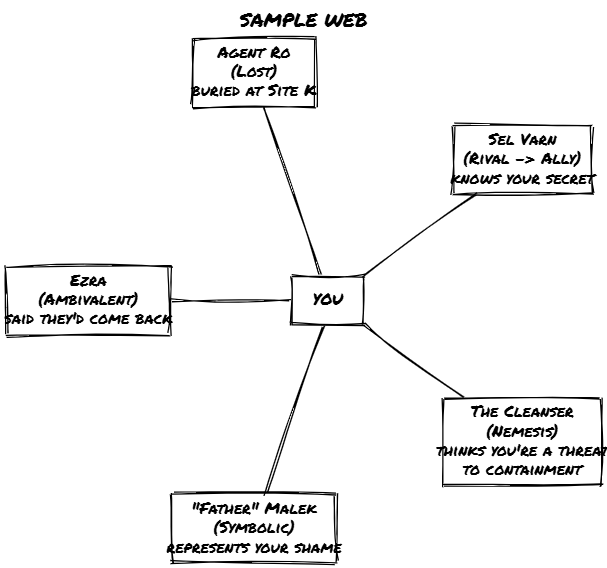 SAMPLE WEB
AGENT RO
(LOST)
BURIED AT SITE K
SEL VARN
(RIVAL -> ALLY)
KNOWS YOUR SECRET
EZRA
(AMBIVALENT)
SAID THEY'D COME BACK
YOU
THE CLEANSER
(NEMESIS)
THINKS YOU'RE A THREAT
TO CONTAINMENT
"FATHER" MALEK
(SYMBOLIC)
REPRESENTS YOUR SHAME